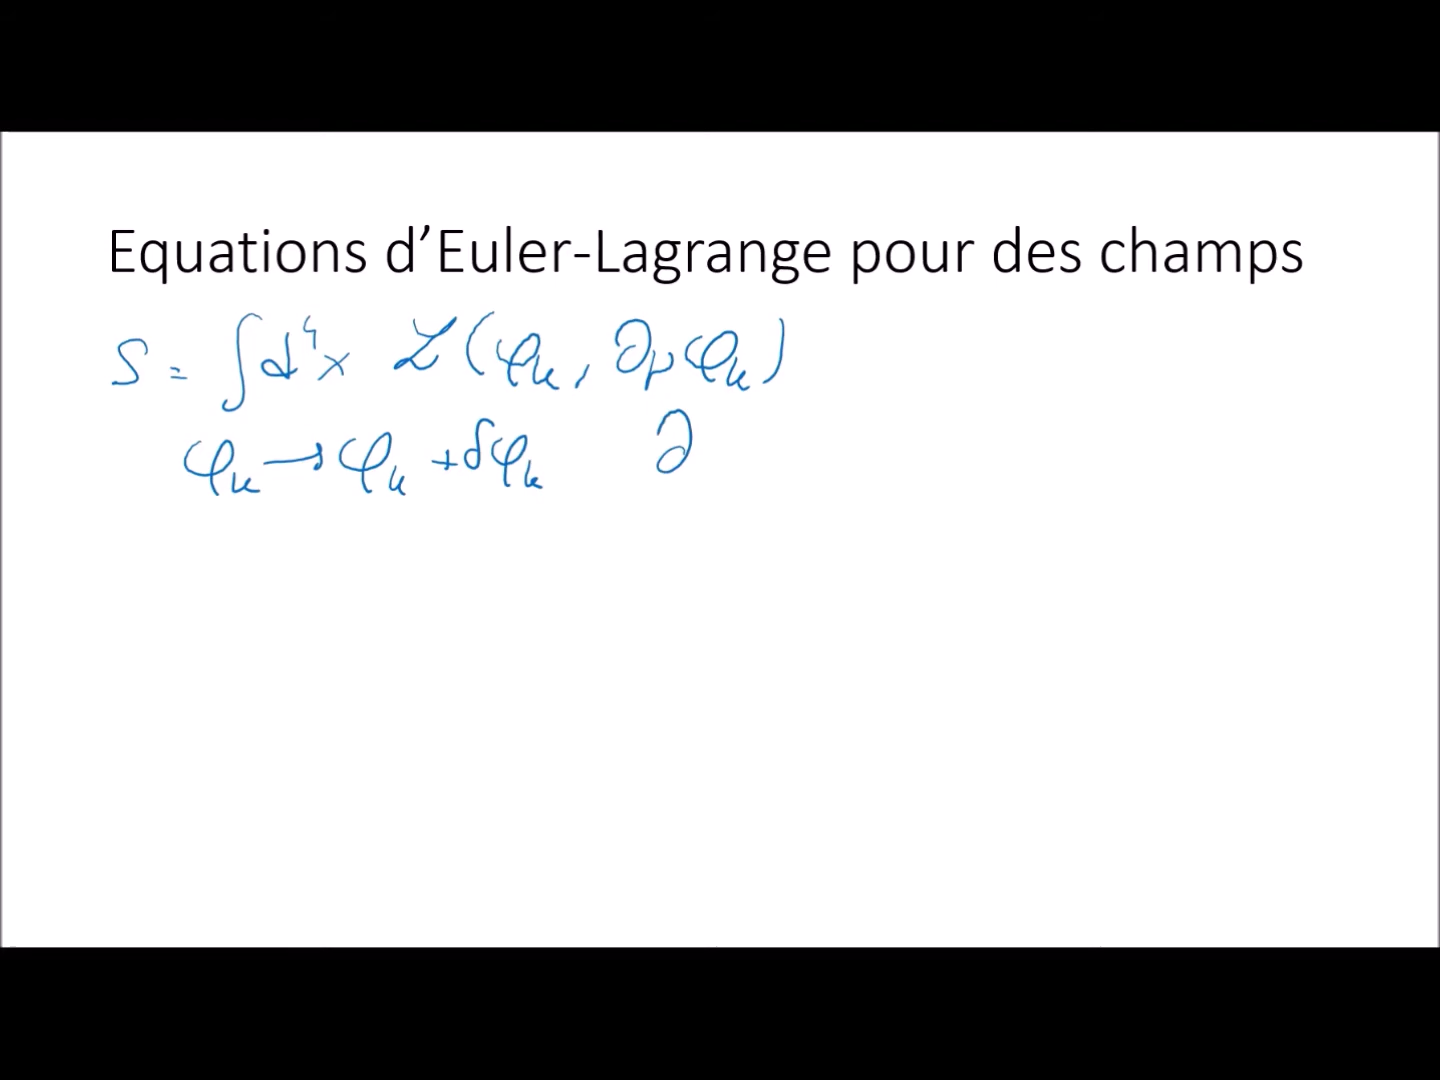 Equations d’Euler-Lagrange pour des champs
S = ∫d⁴x ℒ(φₖ, ∂μφₖ)
φₖ → φₖ + δφₖ ∂